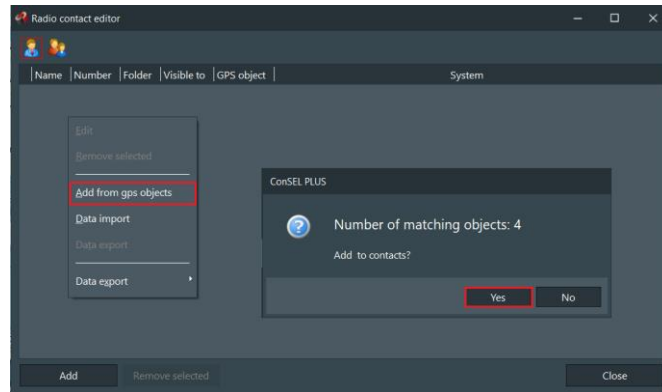 Radio contact editor
Name Number Folder Visible to GPS object System
Edit
Remove selected
Add from gps objects
Data import
Data export
Data export
ConSEL PLUS
Number of matching objects: 4
Add to contacts?
Yes No
Add Remove selected Close